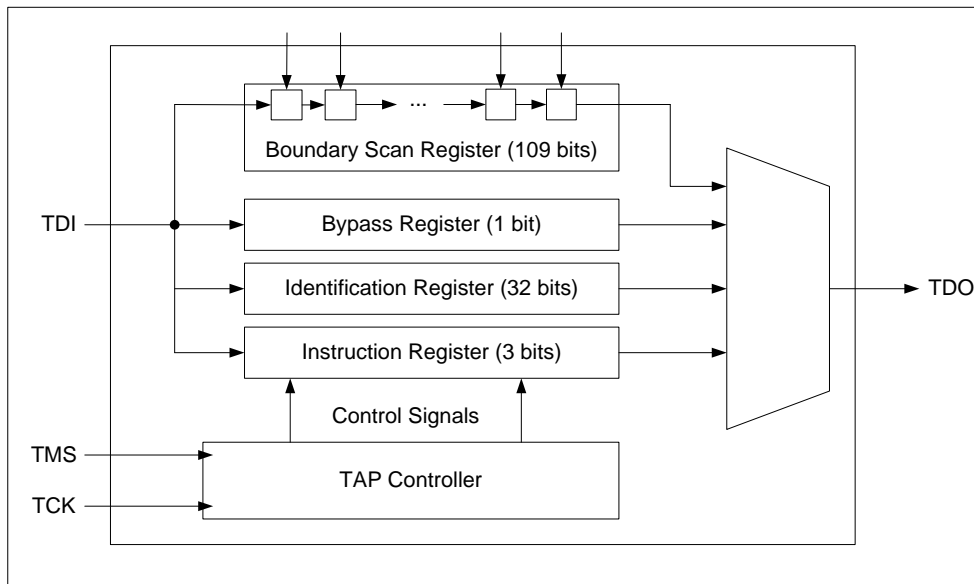 ...
Boundary Scan Register (109 bits)
TDI
Bypass Register (1 bit)
Identification Register (32 bits)
TDO
Instruction Register (3 bits)
Control Signals
TMS
TAP Controller
TCK